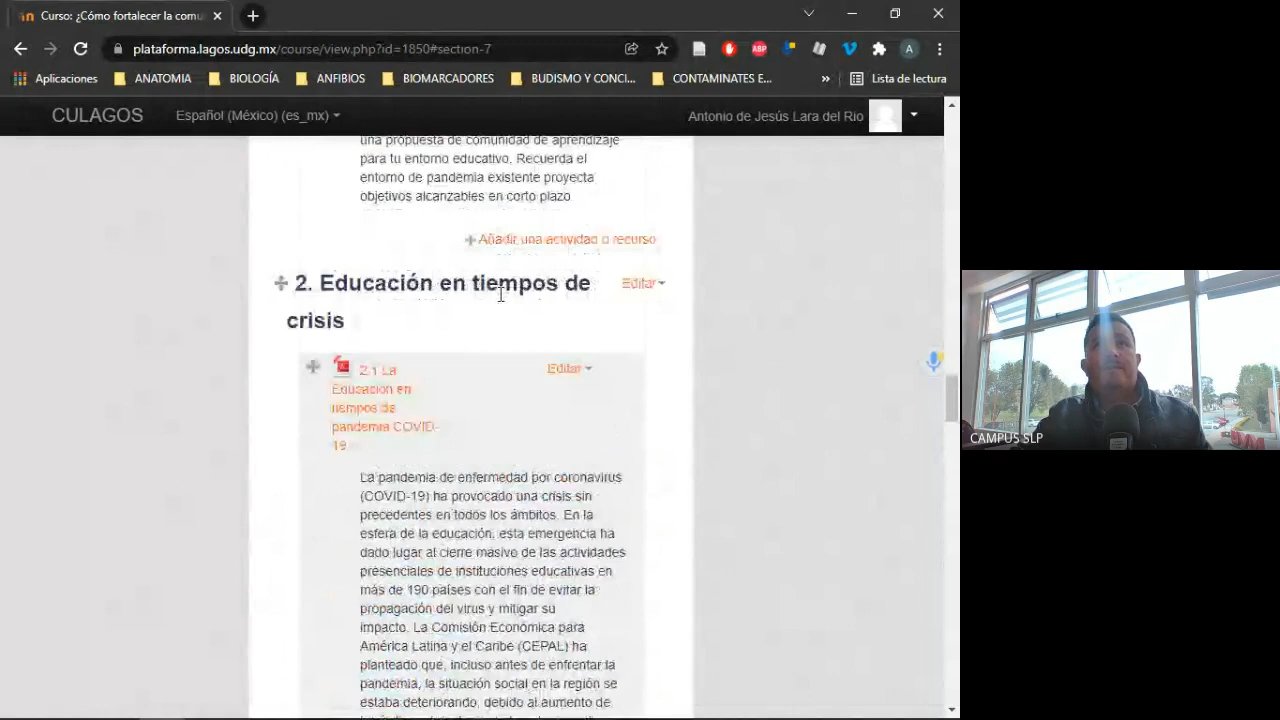 Curso: ¿Cómo fortalecer la comu
plataforma.lagos.udg.mx/course/view.php?id=1850#section-7
ABP
A
Aplicaciones
ANATOMIA
BIOLOGÍA
ANFIBIOS
BIOMARCADORES
BUDISMO Y CONCI...
CONTAMINATES E...
»
Lista de lectura
CULAGOS
Español (México) (es_mx)
Antonio de Jesús Lara del Rio
una propuesta de comunidad de aprendizaje
para tu entorno educativo. Recuerda el
entorno de pandemia existente proyecta
objetivos alcanzables en corto plazo
Añadir una actividad o recurso
2. Educación en tiempos de
Editar
crisis
2.1 La
Editar
Educación en
tiempos de
pandemia COVID-
19
La pandemia de enfermedad por coronavirus
(COVID-19) ha provocado una crisis sin
precedentes en todos los ámbitos. En la
esfera de la educación, esta emergencia ha
dado lugar al cierre masivo de las actividades
presenciales de instituciones educativas en
más de 190 países con el fin de evitar la
propagación del virus y mitigar su
impacto. La Comisión Económica para
América Latina y el Caribe (CEPAL) ha
planteado que, incluso antes de enfrentar la
pandemia, la situación social en la región se
estaba deteriorando, debido al aumento de
CAMPUS SLP